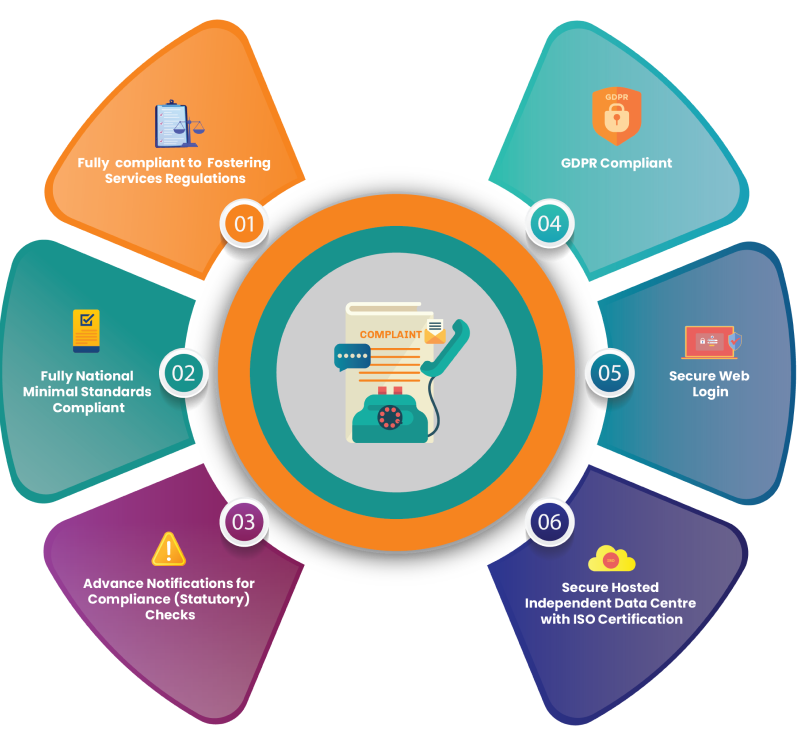 Fully compliant to Fostering
Services Regulations
01
Fully National
Minimal Standards
Compliant
02
Advance Notifications for
Compliance (Statutory)
Checks
03
COMPLAINT
GDPR
GDPR Compliant
04
Secure Web
Login
05
Secure Hosted
Independent Data Centre
with ISO Certification
06